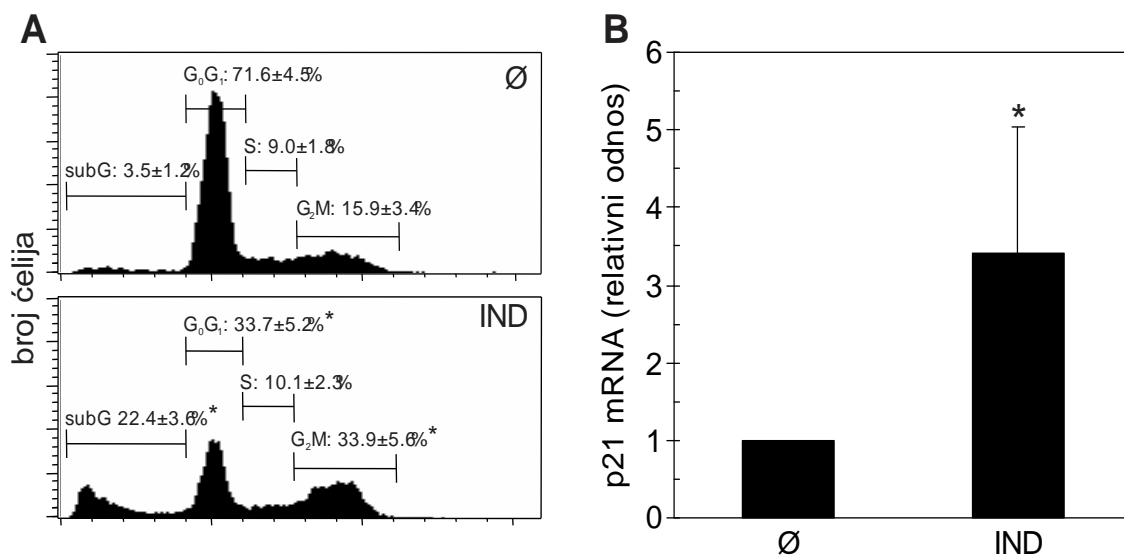 A
G₀G₁: 71.6±4.5%
Ø
S: 9.0±1.8%
subG: 3.5±1.2%
G₂M: 15.9±3.4%
G₀G₁: 33.7±5.2%*
IND
S: 10.1±2.3%
subG 22.4±3.6%*
G₂M: 33.9±5.6%*
broj ćelija
B
6
5
4
3
2
1
0
*
p21 mRNA (relativni odnos)
Ø
IND